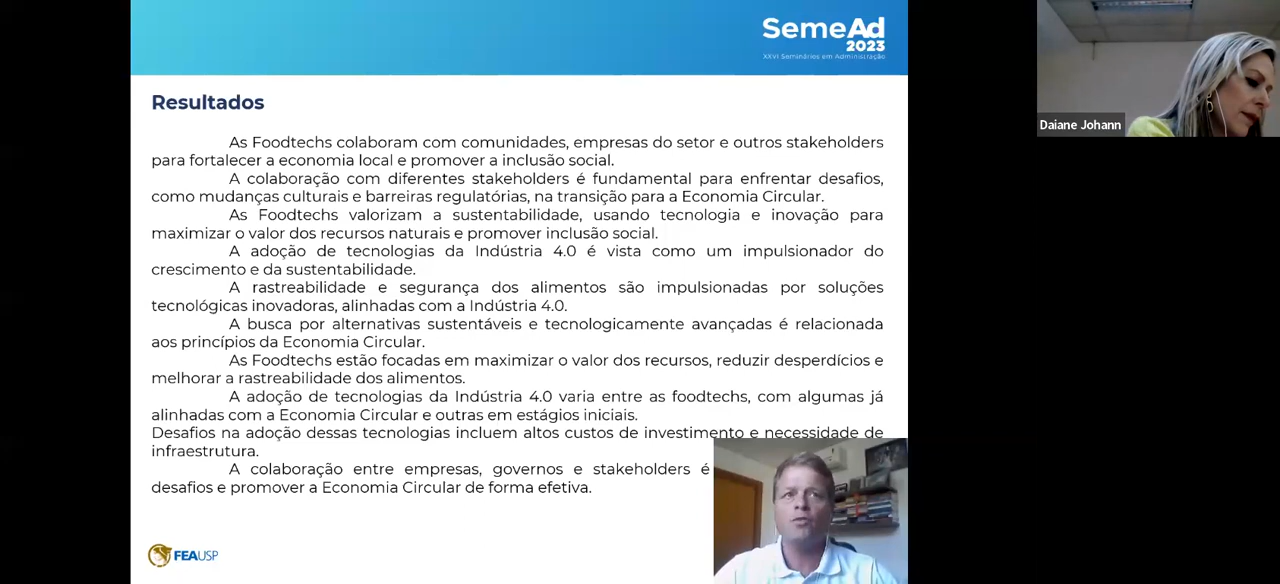 SemeAd
2023
XXVI Seminários em Administração
Daiane Johann
Resultados
As Foodtechs colaboram com comunidades, empresas do setor e outros stakeholders
para fortalecer a economia local e promover a inclusão social.
A colaboração com diferentes stakeholders é fundamental para enfrentar desafios,
como mudanças culturais e barreiras regulatórias, na transição para a Economia Circular.
As Foodtechs valorizam a sustentabilidade, usando tecnologia e inovação para
maximizar o valor dos recursos naturais e promover inclusão social.
A adoção de tecnologias da Indústria 4.0 é vista como um impulsionador do
crescimento e da sustentabilidade.
A rastreabilidade e segurança dos alimentos são impulsionadas por soluções
tecnológicas inovadoras, alinhadas com a Indústria 4.0.
A busca por alternativas sustentáveis e tecnologicamente avançadas é relacionada
aos princípios da Economia Circular.
As Foodtechs estão focadas em maximizar o valor dos recursos, reduzir desperdícios e
melhorar a rastreabilidade dos alimentos.
A adoção de tecnologias da Indústria 4.0 varia entre as foodtechs, com algumas já
alinhadas com a Economia Circular e outras em estágios iniciais.
Desafios na adoção dessas tecnologias incluem altos custos de investimento e necessidade de
infraestrutura.
A colaboração entre empresas, governos e stakeholders é
desafios e promover a Economia Circular de forma efetiva.
FEAUSP